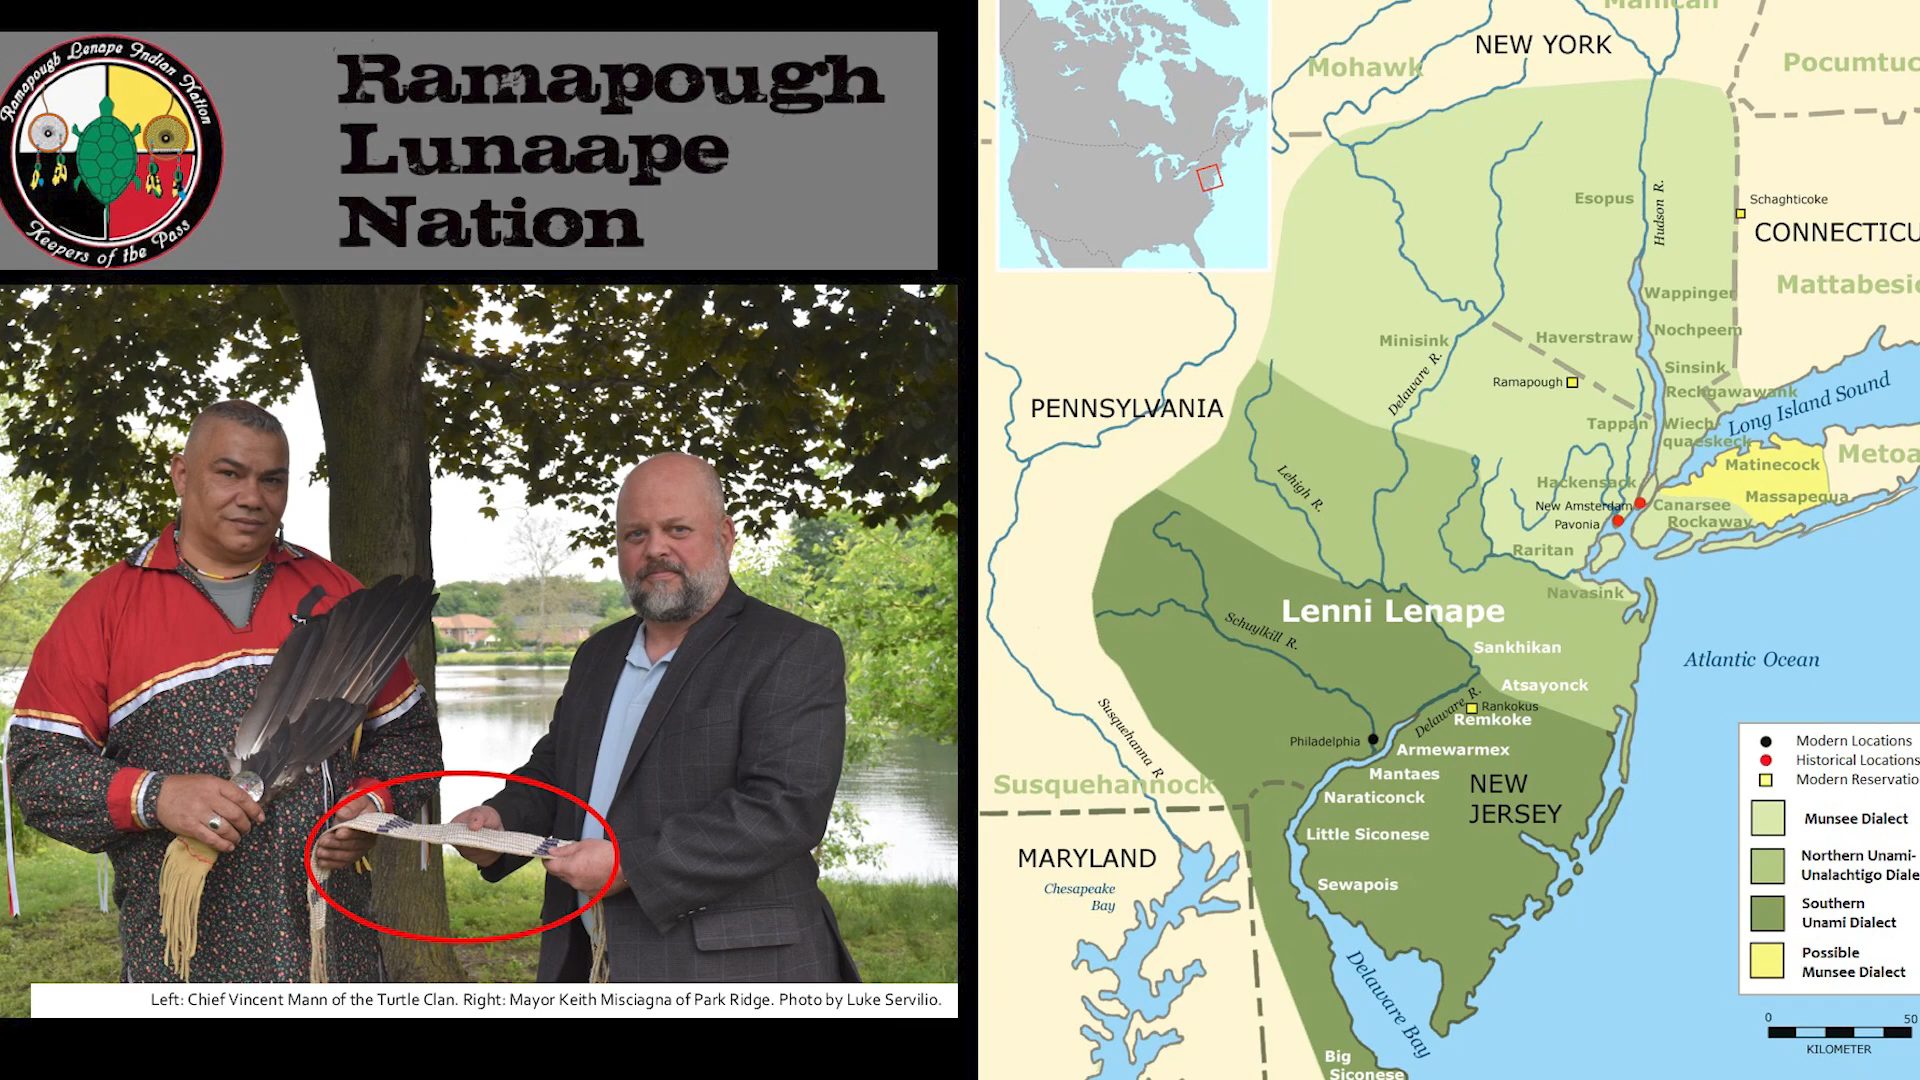 Ramapough Lenape Indian Nation
Keepers of the Pass
Ramapough
Lunaape
Nation
Left: Chief Vincent Mann of the Turtle Clan. Right: Mayor Keith Misciagna of Park Ridge. Photo by Luke Servilio.
Mahican
NEW YORK
Mohawk
Pocumtuc
Esopus
Hudson R.
Schaghticoke
CONNECTICU
Mattabesic
Wappinger
Nochpeem
Haverstraw
Minisink
Delaware R.
Sinsink
Ramapough
Rechgawawank
PENNSYLVANIA
Long Island Sound
Tappan
Wiech-
quaeskeck
Metoa
Matinecock
Lehigh R.
Hackensack
Massapequa
New Amsterdam
Canarsee
Pavonia
Rockaway
Raritan
Navasink
Lenni Lenape
Schuylkill R.
Sankhikan
Atlantic Ocean
Atsayonck
Delaware R.
Rankokus
Remkoke
Susquehanna R.
Philadelphia
Armewarmex
Mantaes
Susquehannock
NEW
JERSEY
Naraticonck
Little Siconese
MARYLAND
Chesapeake
Bay
Sewapois
Delaware Bay
Big
Siconese
Modern Locations
Historical Locations
Modern Reservatio
Munsee Dialect
Northern Unami-
Unalachtigo Diale
Southern
Unami Dialect
Possible
Munsee Dialect
0 50
KILOMETER